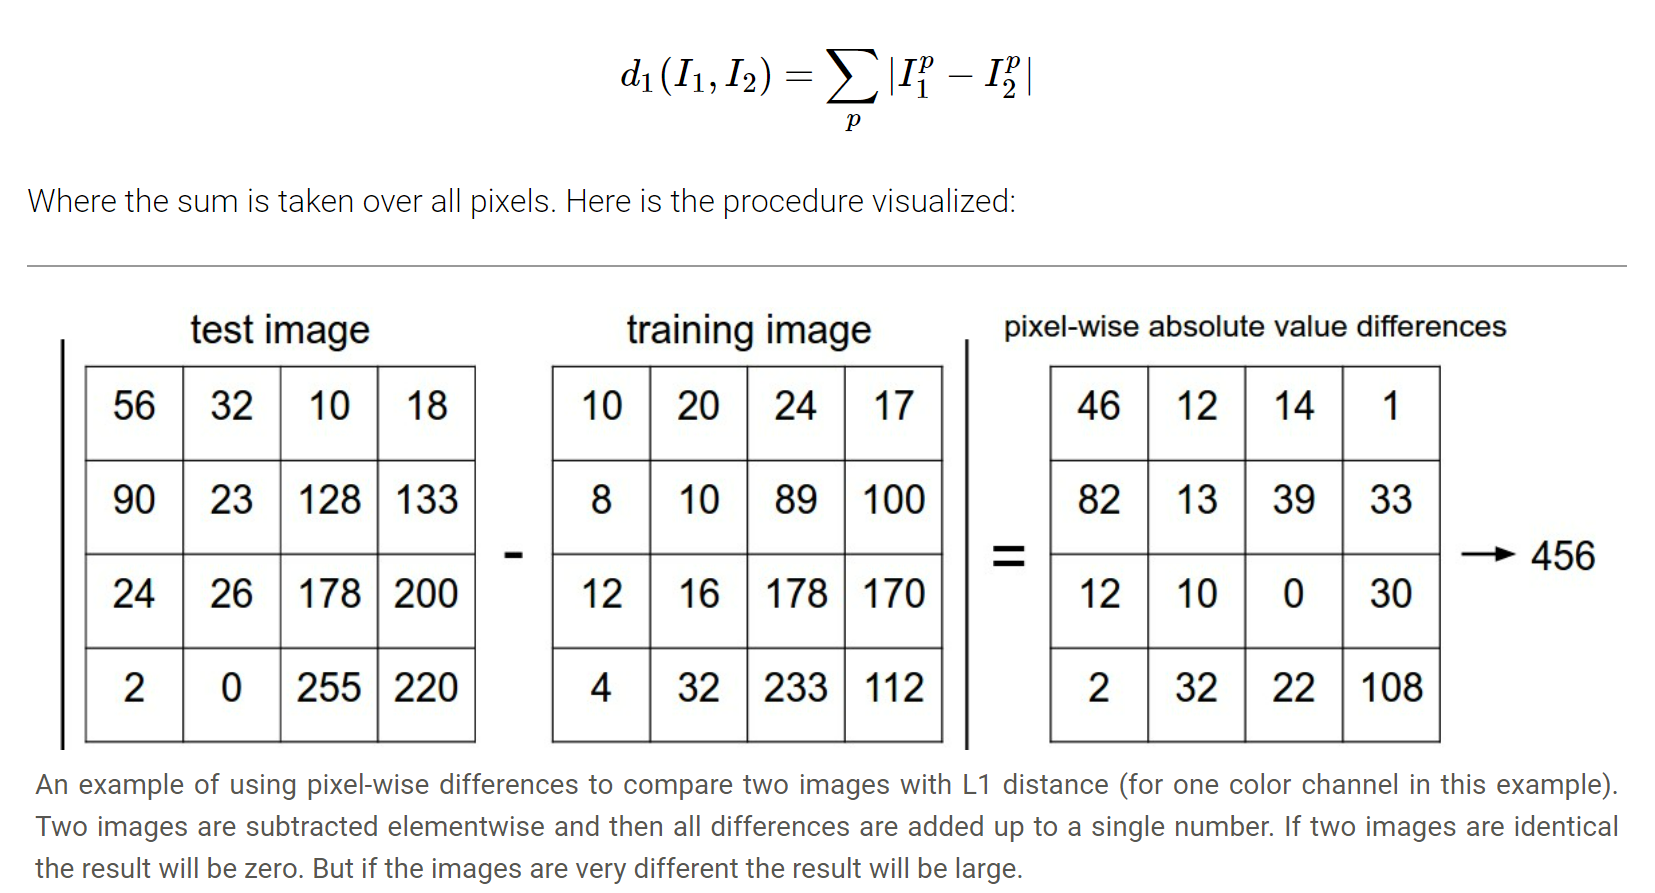 d₁(I₁, I₂) = ∑ₚ |I₁ᵖ − I₂ᵖ|
Where the sum is taken over all pixels. Here is the procedure visualized:
test image training image pixel-wise absolute value differences
56 32 10 18 10 20 24 17 46 12 14 1
90 23 128 133 8 10 89 100 82 13 39 33
- = → 456
24 26 178 200 12 16 178 170 12 10 0 30
2 0 255 220 4 32 233 112 2 32 22 108
An example of using pixel-wise differences to compare two images with L1 distance (for one color channel in this example).
Two images are subtracted elementwise and then all differences are added up to a single number. If two images are identical
the result will be zero. But if the images are very different the result will be large.